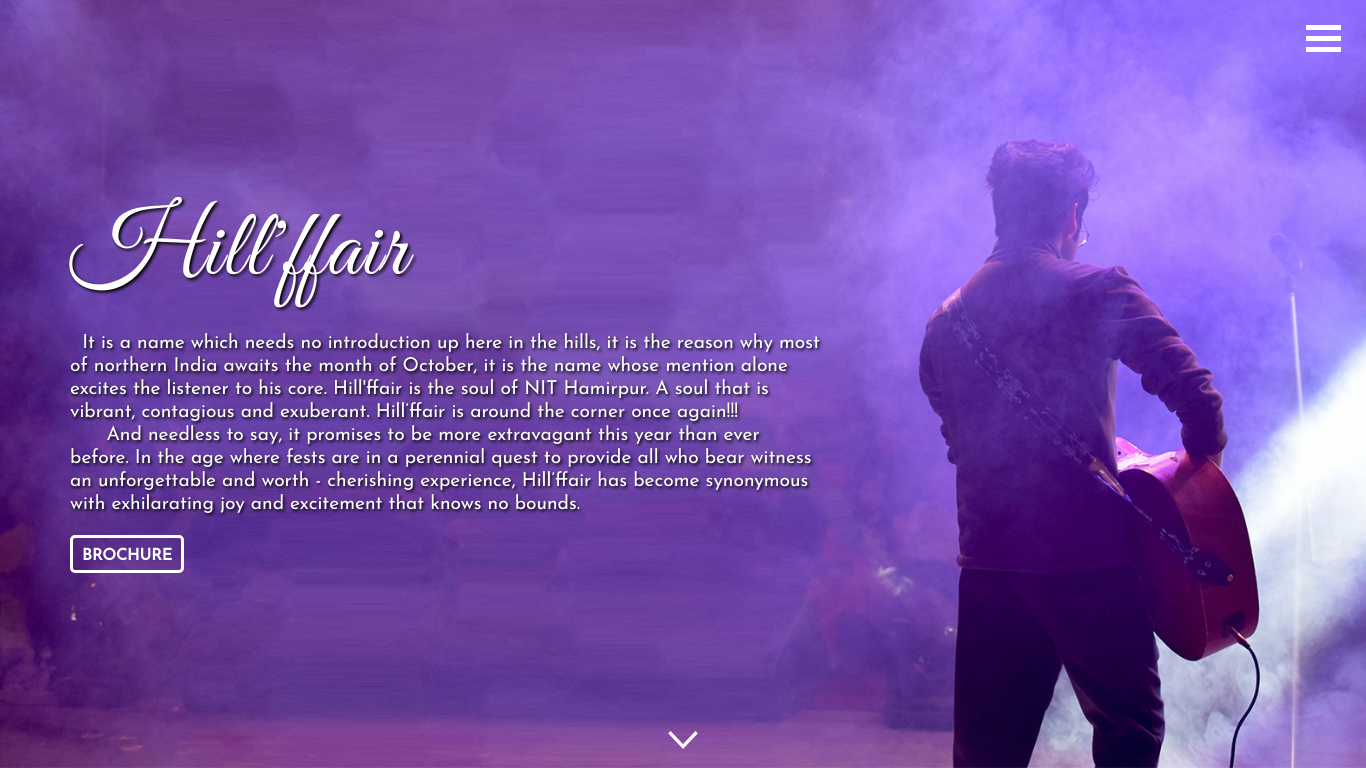 Hill'ffair
It is a name which needs no introduction up here in the hills, it is the reason why most
of northern India awaits the month of October, it is the name whose mention alone
excites the listener to his core. Hill'ffair is the soul of NIT Hamirpur. A soul that is
vibrant, contagious and exuberant. Hill'ffair is around the corner once again!!!
And needless to say, it promises to be more extravagant this year than ever
before. In the age where fests are in a perennial quest to provide all who bear witness
an unforgettable and worth - cherishing experience, Hill'ffair has become synonymous
with exhilarating joy and excitement that knows no bounds.
BROCHURE